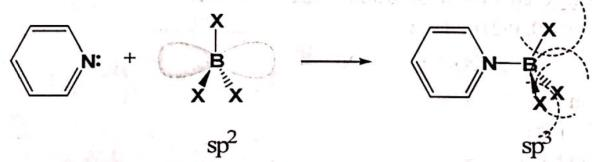 N: + B X X X N B X X X
sp² sp³